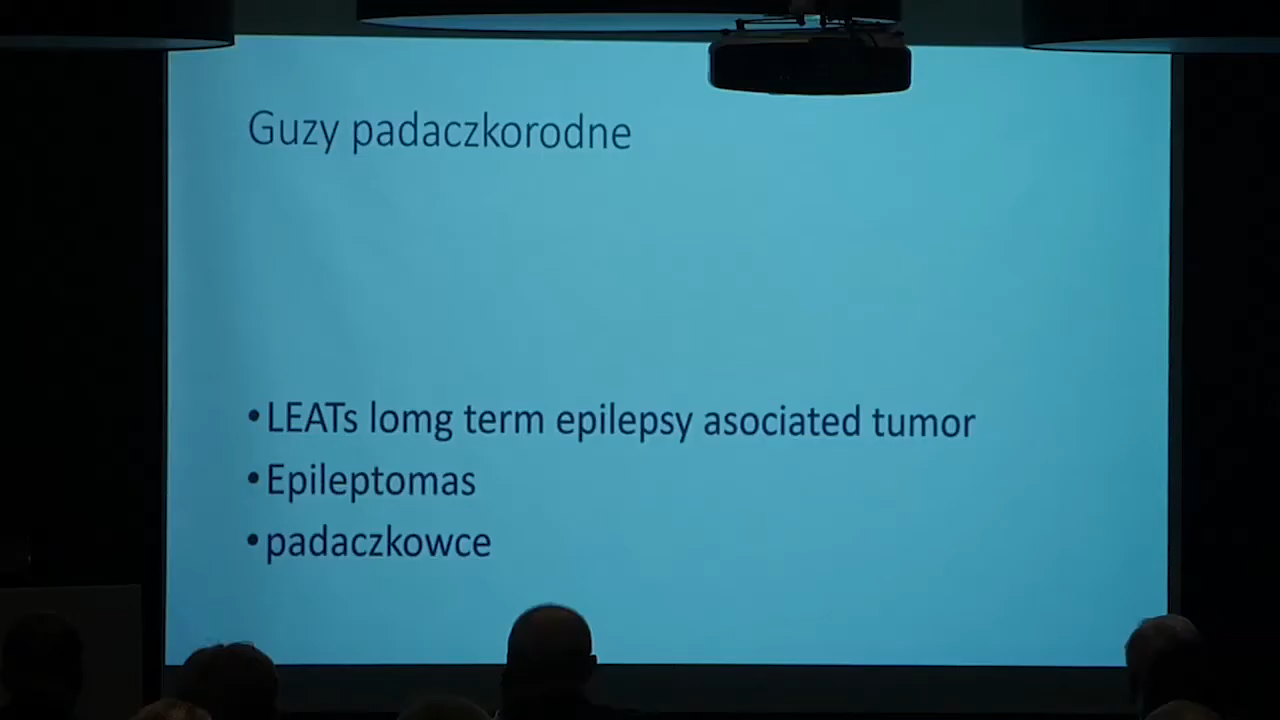 Guzy padaczkorodne
•LEATs lomg term epilepsy asociated tumor
•Epileptomas
•padaczkowce